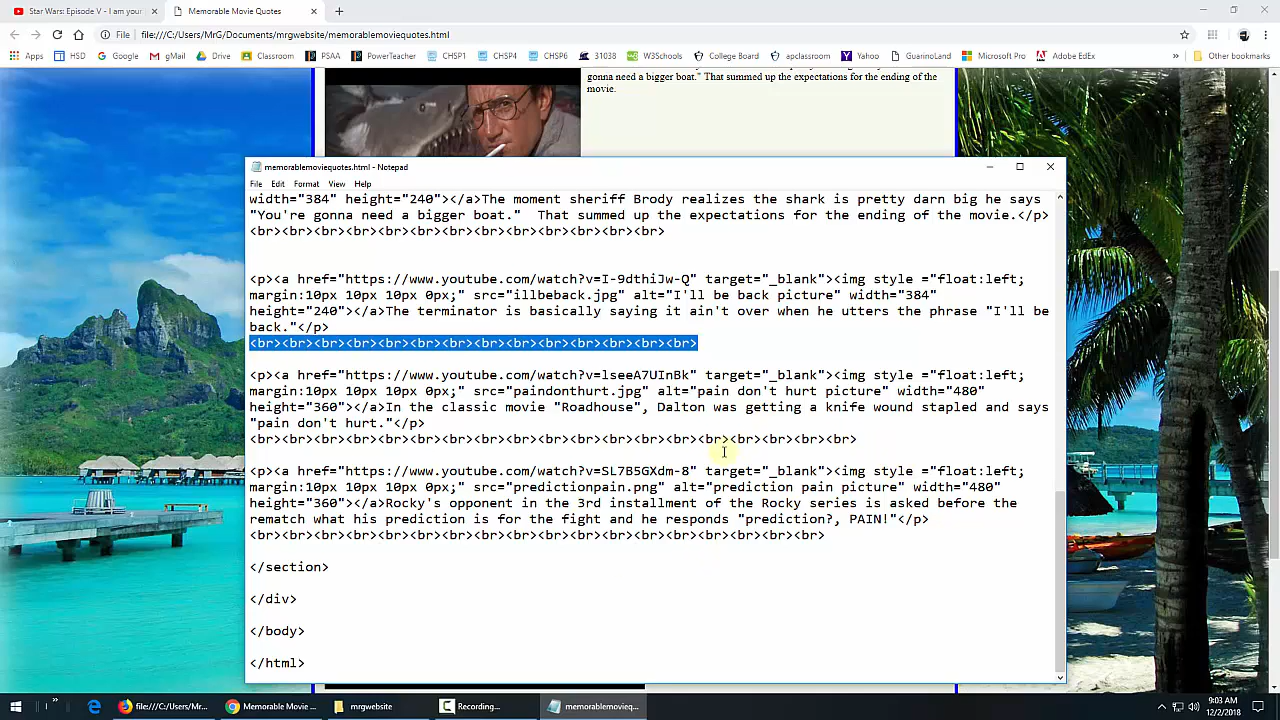 Star Wars: Episode V - I am your
Memorable Movie Quotes
File
file:///C:/Users/MrG/Documents/mrgwebsite/memorablemoviequotes.html
Apps
HSD
Google
gMail
Drive
Classroom
PSAA
PowerTeacher
CHSP1
CHSP4
CHSP6
31038
W3Schools
College Board
apclassroom
Yahoo
GuarinoLand
Microsoft
Adobe EdEx
»
Other bookmarks
gonna need a bigger boat." That summed up the expectations for the ending of the
movie.
memorablemoviequotes.html - Notepad
File Edit Format View Help
width="384" height="240"></a>The moment sheriff Brody realizes the shark is pretty darn big he says
"You're gonna need a bigger boat."  That summed up the expectations for the ending of the movie.</p>
<br><br><br><br><br><br><br><br><br><br><br><br><br>
<p><a href="https://www.youtube.com/watch?v=I-9dthiJw-Q" target="_blank"><img style ="float:left;
margin:10px 10px 10px 0px;" src="illbeback.jpg" alt="I'll be back picture" width="384"
height="240"></a>The terminator is basically saying it ain't over when he utters the phrase "I'll be
back."</p>
<br><br><br><br><br><br><br><br><br><br><br><br><br><br>
<p><a href="https://www.youtube.com/watch?v=lseeA7UInBk" target="_blank"><img style ="float:left;
margin:10px 10px 10px 0px;" src="paindonthurt.jpg" alt="pain don't hurt picture" width="480"
height="360"></a>In the classic movie "Roadhouse", Dalton was getting a knife wound stapled and says
"pain don't hurt."</p>
<br><br><br><br><br><br><br><br><br><br><br><br><br><br><br><br><br><br><br>
<p><a href="https://www.youtube.com/watch?v=SL7B5GXdm-8" target="_blank"><img style ="float:left;
margin:10px 10px 10px 0px;" src="predictionpain.png" alt="prediction pain picture" width="480"
height="360"></a>Rocky's opponent in the 3rd installment of the Rocky series is asked before the
rematch what his prediction is for the fight and he responds "prediction?, PAIN!"</p>
<br><br><br><br><br><br><br><br><br><br><br><br><br><br><br><br><br><br>
</section>
</div>
</body>
</html>
»
file:///C:/Users/Mr...
Memorable Movie ...
mrgwebsite
Recording...
memorablemovieq...
9:03 AM
12/2/2018